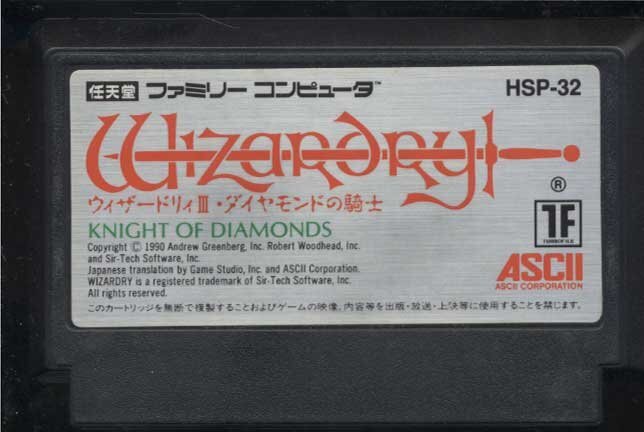 任天堂 ファミリー コンピュータ™ HSP-32
Wizardry
ウィザードリィⅢ・ダイヤモンドの騎士 ®
KNIGHT OF DIAMONDS
Copyright © 1990 Andrew Greenberg, Inc. Robert Woodhead, Inc.
and Sir-Tech Software, Inc.
Japanese translation by Game Studio, Inc. and ASCII Corporation.
WIZARDRY is a registered trademark of Sir-Tech Software, Inc.
All rights reserved.
TF
TURBOFILE
ASCII
ASCII CORPORATION
このカートリッジを無断で複製することおよびゲームの映像、内容等を出版・放送・上映等に使用することを禁じます。